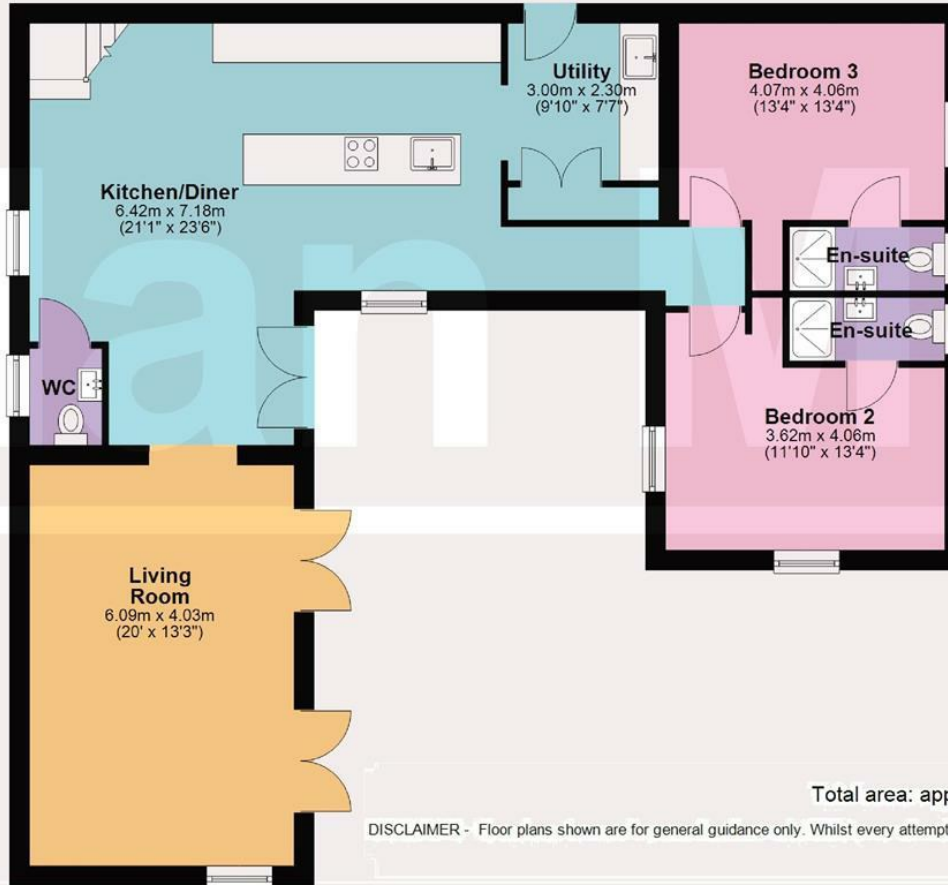 Utility
3.00m x 2.30m
(9'10" x 7'7")
Bedroom 3
4.07m x 4.06m
(13'4" x 13'4")
Kitchen/Diner
6.42m x 7.18m
(21'1" x 23'6")
En-suite
En-suite
WC
Bedroom 2
3.62m x 4.06m
(11'10" x 13'4")
Living
Room
6.09m x 4.03m
(20' x 13'3")
Total area: app
DISCLAIMER - Floor plans shown are for general guidance only. Whilst every attempt
lan M